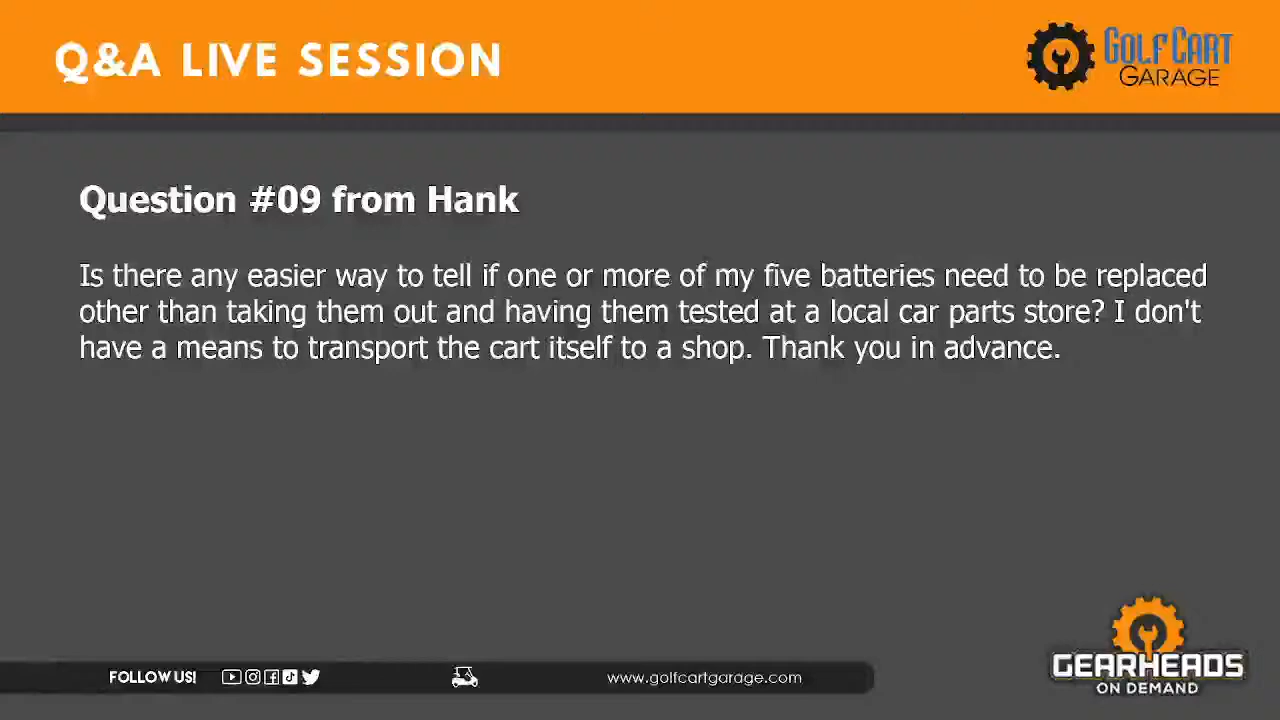 Q&A LIVE SESSION
GOLF CART
GARAGE
Question #09 from Hank
Is there any easier way to tell if one or more of my five batteries need to be replaced
other than taking them out and having them tested at a local car parts store? I don't
have a means to transport the cart itself to a shop. Thank you in advance.
FOLLOW US!
www.golfcartgarage.com
GEARHEADS
ON DEMAND